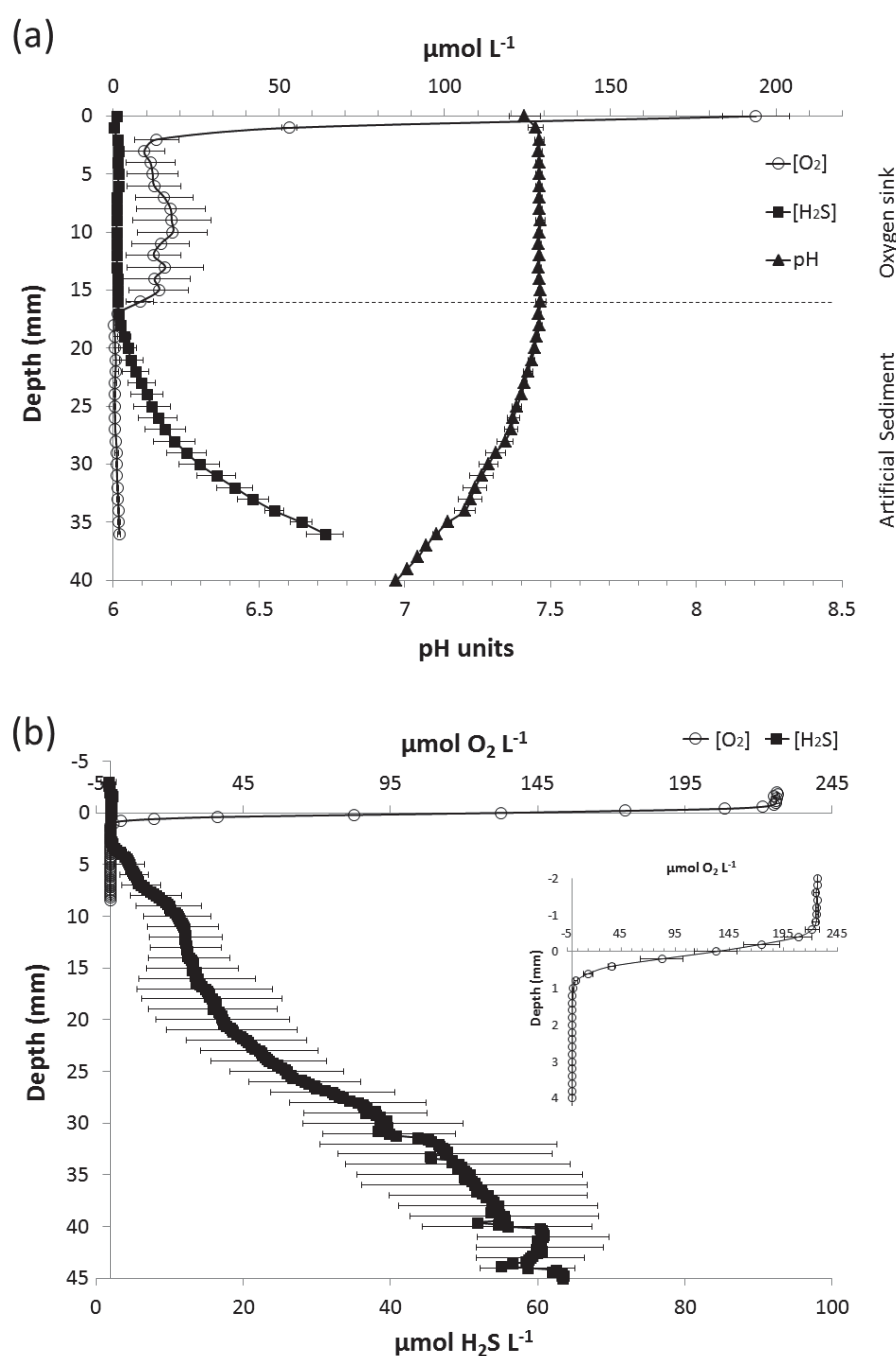 (a)
µmol L-1
0 50 100 150 200
0
5
10
15
20
25
30
35
40
Depth (mm)
[O2]
[H2S]
pH
Oxygen sink
Artificial Sediment
6 6.5 7 7.5 8 8.5
pH units
(b)
µmol O2 L-1
[O2] [H2S]
-5 45 95 145 195 245
-5
0
5
10
15
20
25
30
35
40
45
Depth (mm)
µmol O2 L-1
-5 45 95 145 195 245
-2
-1
0
1
2
3
4
Depth (mm)
0 20 40 60 80 100
µmol H2S L-1